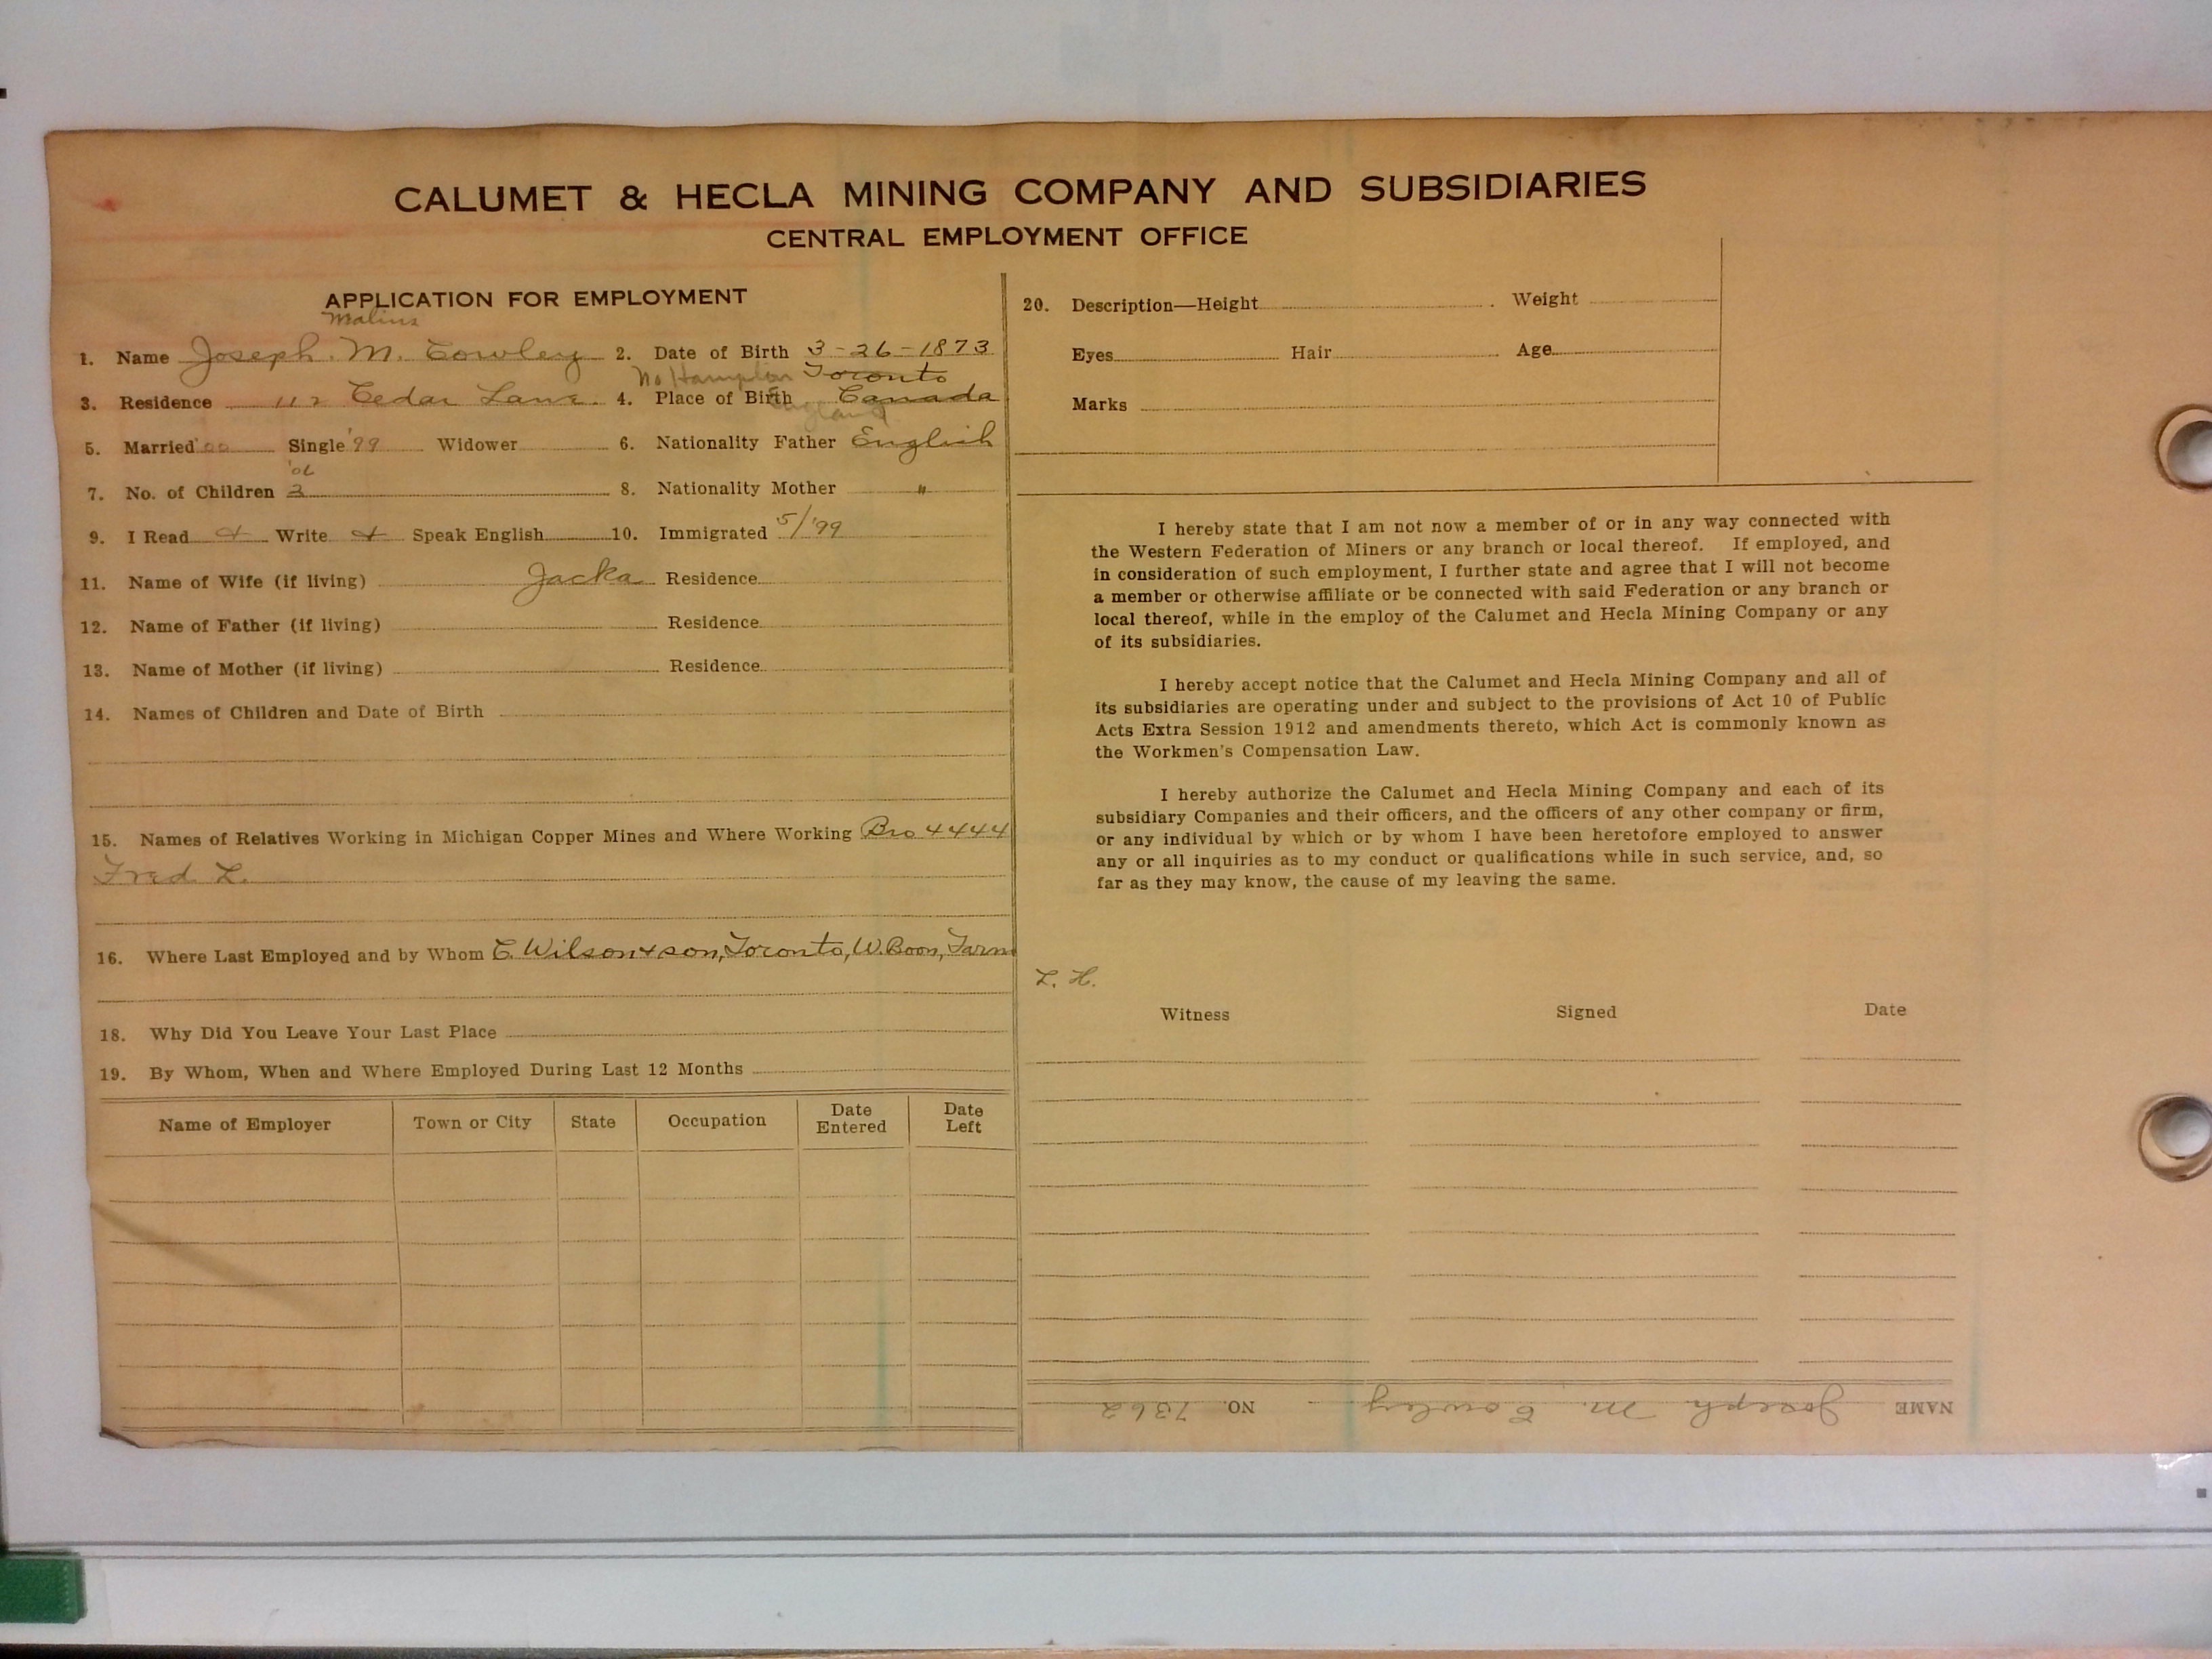 CALUMET & HECLA MINING COMPANY AND SUBSIDIARIES
CENTRAL EMPLOYMENT OFFICE
APPLICATION FOR EMPLOYMENT
Malins
1. Name Joseph. M. Cowley 2. Date of Birth 3-26-1873
No Hampton Toronto
3. Residence 112 Cedar Lane. 4. Place of Birth Canada
England
5. Married '00 Single '99 Widower 6. Nationality Father English
'06
7. No. of Children 3 8. Nationality Mother "
9. I Read & Write & Speak English 10. Immigrated 5/'99
11. Name of Wife (if living) Jacka Residence
12. Name of Father (if living) Residence
13. Name of Mother (if living) Residence
14. Names of Children and Date of Birth
15. Names of Relatives Working in Michigan Copper Mines and Where Working Bro 4444
Fred. L.
16. Where Last Employed and by Whom C. Wilson & son, Toronto, W. Boon, Farm
18. Why Did You Leave Your Last Place
19. By Whom, When and Where Employed During Last 12 Months
Name of Employer Town or City State Occupation Date Entered Date Left
20. Description—Height Weight
Eyes Hair Age
Marks
I hereby state that I am not now a member of or in any way connected with
the Western Federation of Miners or any branch or local thereof. If employed, and
in consideration of such employment, I further state and agree that I will not become
a member or otherwise affiliate or be connected with said Federation or any branch or
local thereof, while in the employ of the Calumet and Hecla Mining Company or any
of its subsidiaries.
I hereby accept notice that the Calumet and Hecla Mining Company and all of
its subsidiaries are operating under and subject to the provisions of Act 10 of Public
Acts Extra Session 1912 and amendments thereto, which Act is commonly known as
the Workmen's Compensation Law.
I hereby authorize the Calumet and Hecla Mining Company and each of its
subsidiary Companies and their officers, and the officers of any other company or firm,
or any individual by which or by whom I have been heretofore employed to answer
any or all inquiries as to my conduct or qualifications while in such service, and, so
far as they may know, the cause of my leaving the same.
L. H.
Witness Signed Date
NAME Joseph M. Cowley NO. 7362